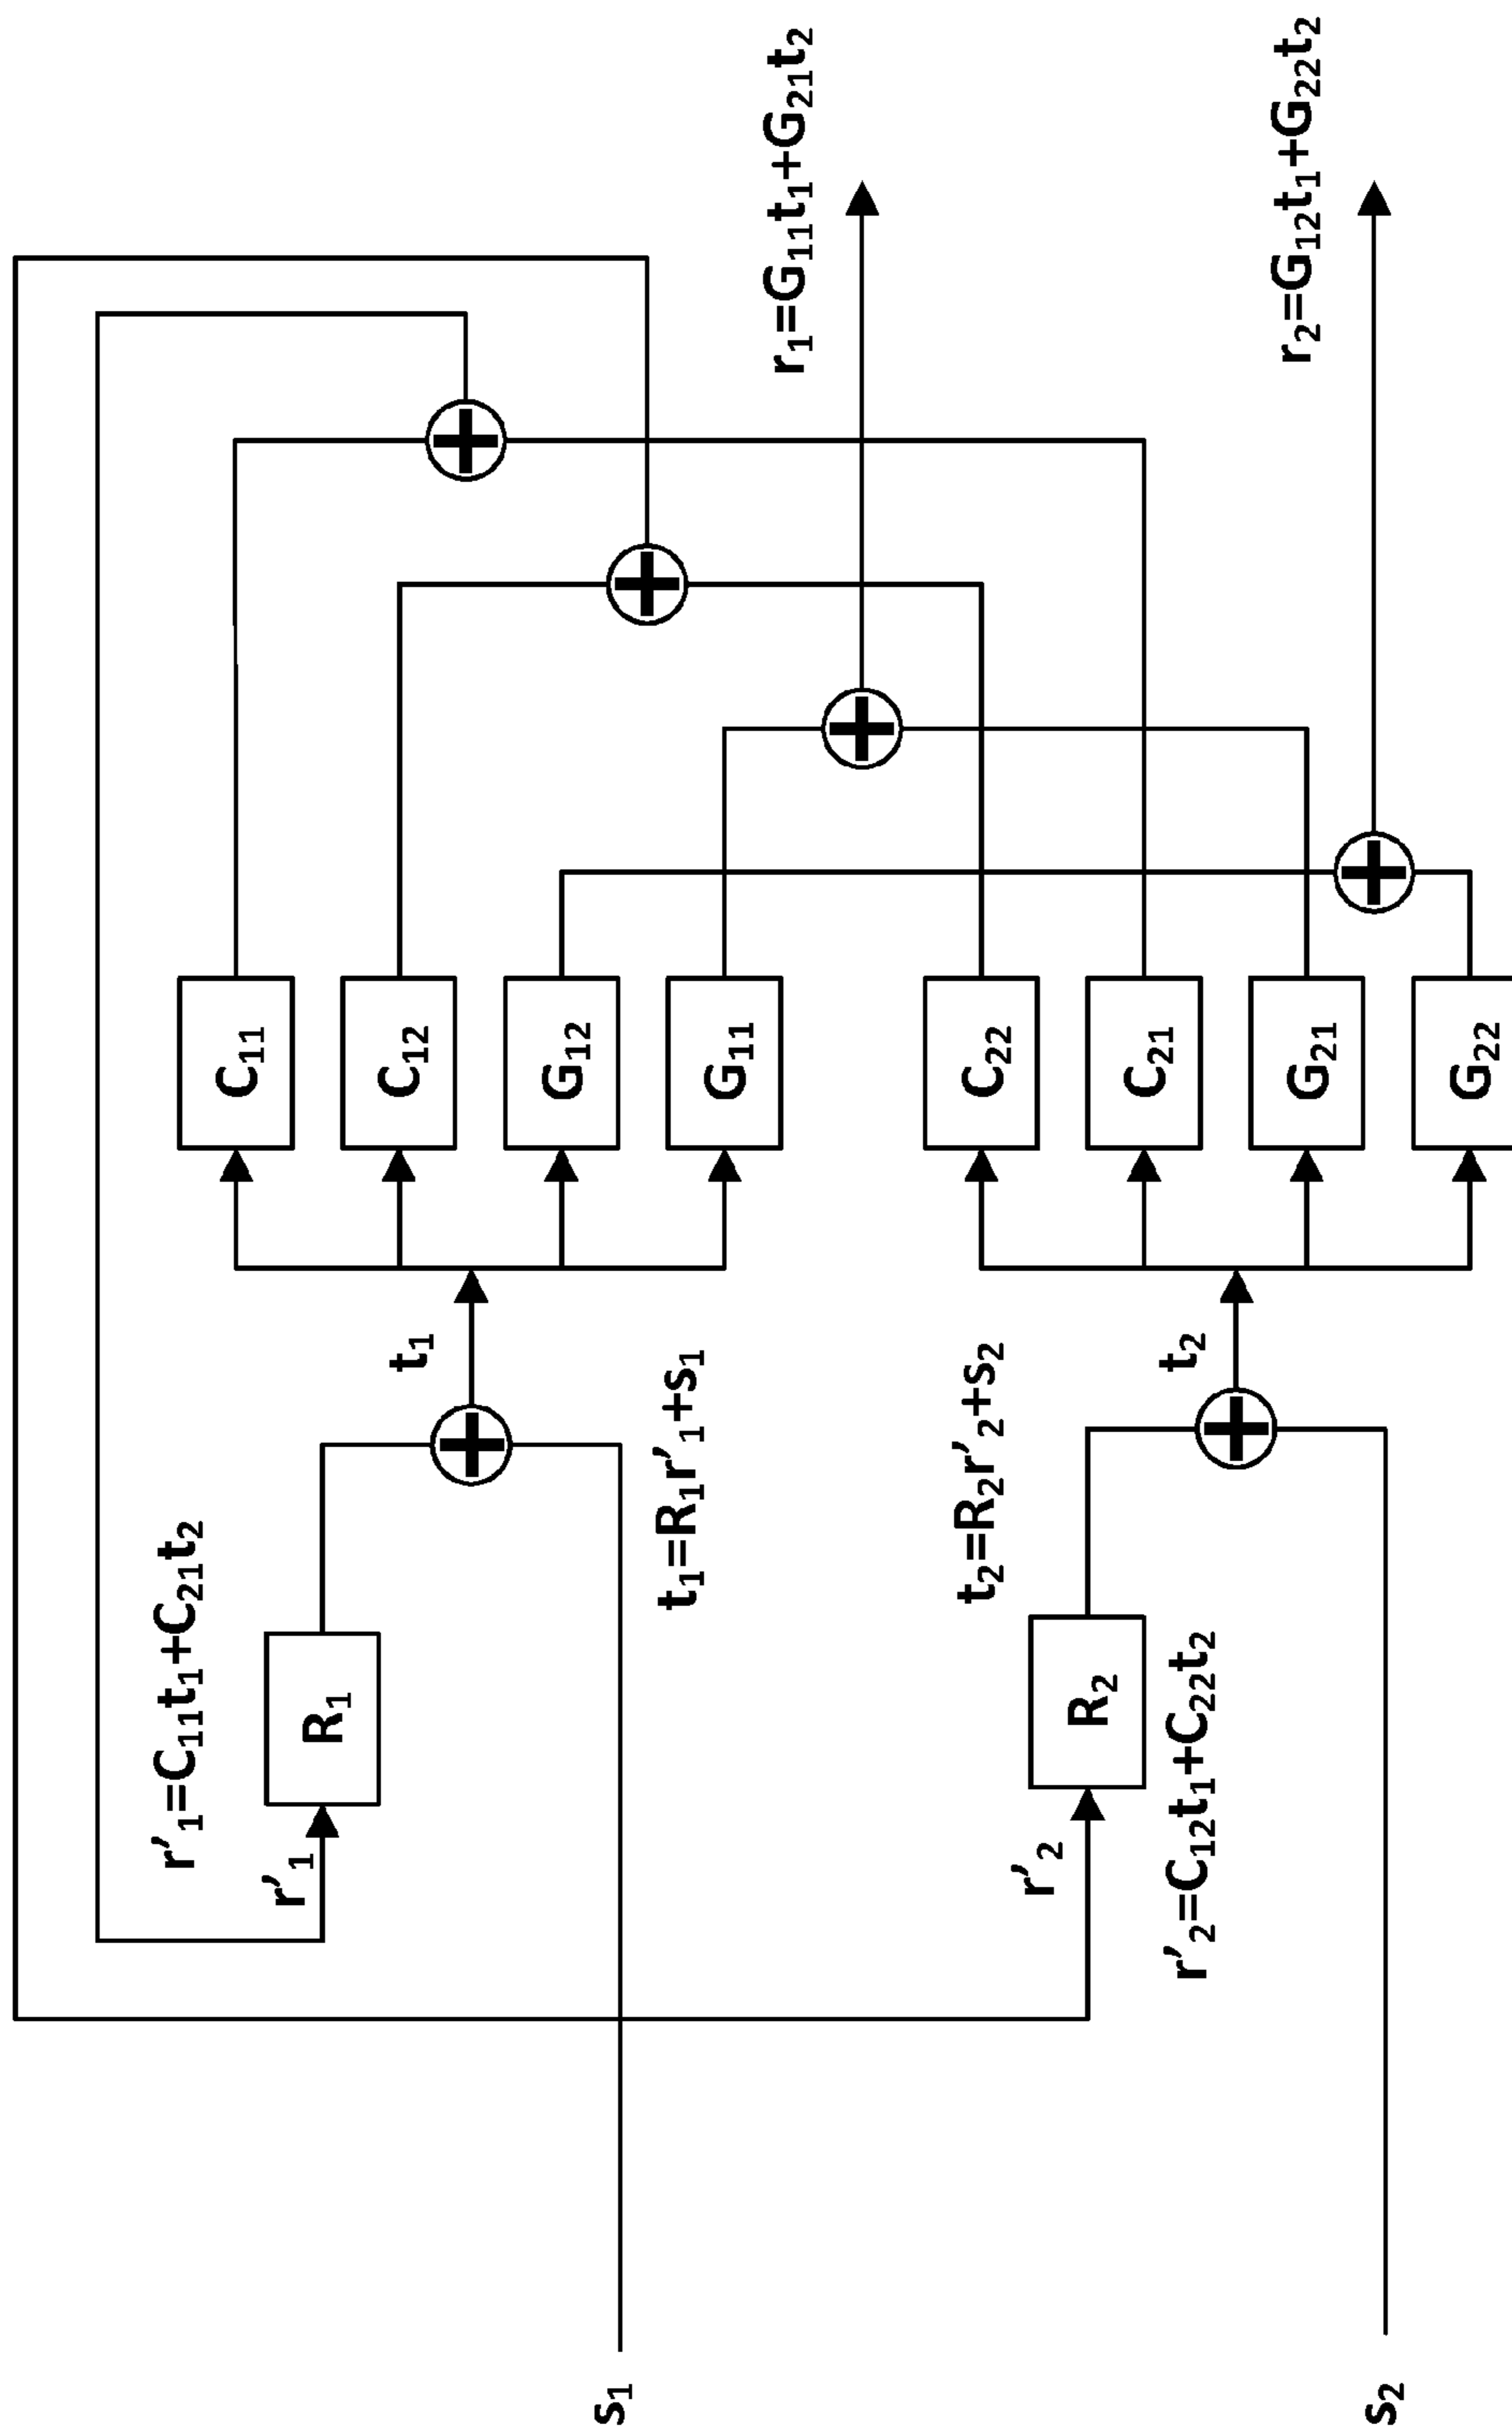 s₁
s₂
r'₁=C₁₁t₁+C₂₁t₂
r'₁
R₁
t₁=R₁r'₁+s₁
t₁
r'₂
R₂
r'₂=C₁₂t₁+C₂₂t₂
t₂=R₂r'₂+s₂
t₂
C₁₁
C₁₂
G₁₂
G₁₁
C₂₂
C₂₁
G₂₁
G₂₂
r₁=G₁₁t₁+G₂₁t₂
r₂=G₁₂t₁+G₂₂t₂